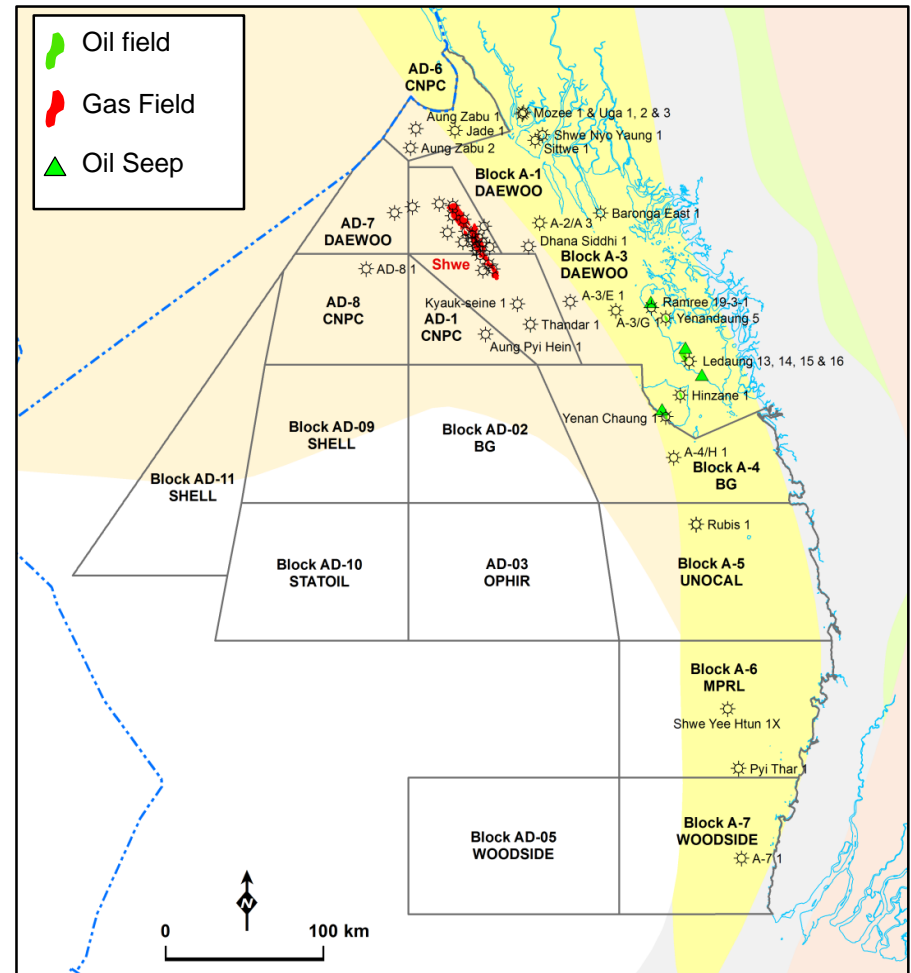 Oil field
Gas Field
Oil Seep
AD-6
CNPC
Aung Zabu 1
Jade 1
Aung Zabu 2
Mozee 1 & Uga 1, 2 & 3
Shwe Nyo Yaung 1
Sittwe 1
Block A-1
DAEWOO
AD-7
DAEWOO
Baronga East 1
A-2/A 3
Dhana Siddhi 1
Block A-3
DAEWOO
Shwe
AD-8 1
AD-8
CNPC
Kyauk-seine 1
AD-1
CNPC
Thandar 1
Aung Pyi Hein 1
A-3/E 1
A-3/G 1
Ramree 19-3-1
Yenandaung 5
Ledaung 13, 14, 15 & 16
Hinzane 1
Yenan Chaung 1
Block AD-09
SHELL
Block AD-02
BG
A-4/H 1
Block A-4
BG
Block AD-11
SHELL
Rubis 1
Block AD-10
STATOIL
AD-03
OPHIR
Block A-5
UNOCAL
Block A-6
MPRL
Shwe Yee Htun 1X
Pyi Thar 1
Block AD-05
WOODSIDE
Block A-7
WOODSIDE
A-7 1
N
0
100 km